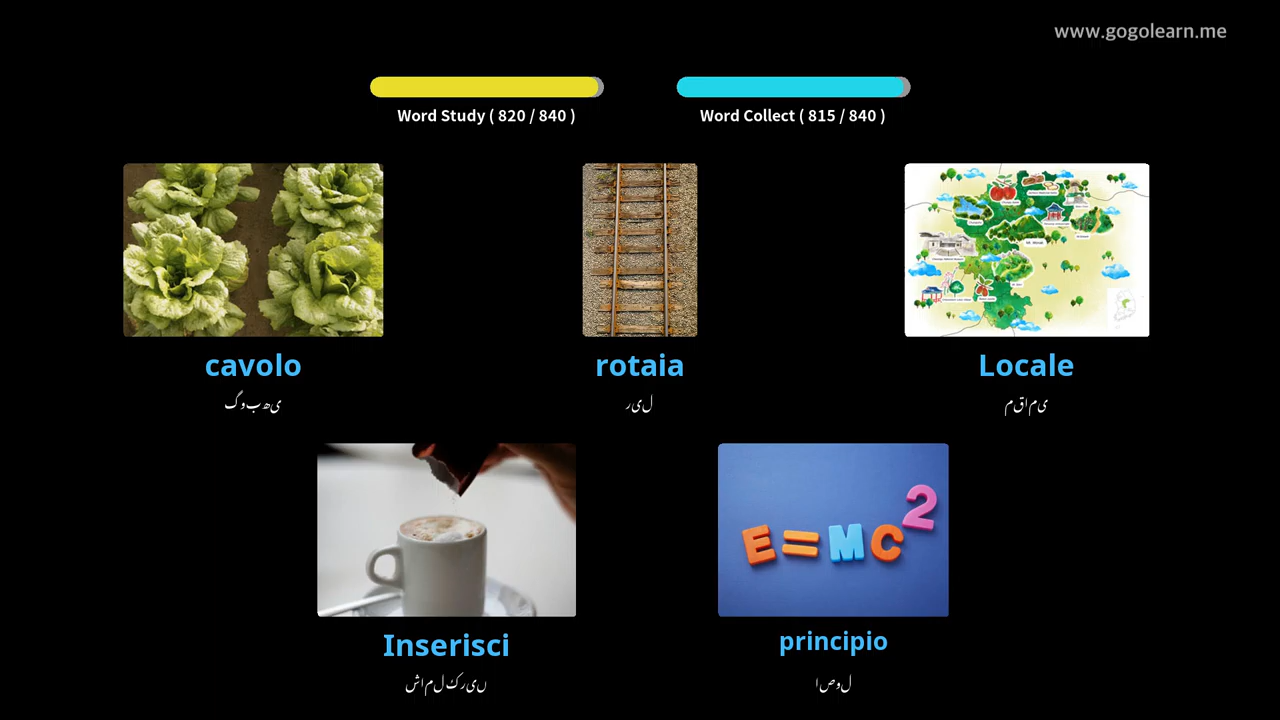 www.gogolearn.me
Word Study ( 820 / 840 )
Word Collect ( 815 / 840 )
cavolo
rotaia
Locale
گوبھی
ریل
مقامی
E=MC2
Inserisci
principio
شامل کریں
اصول